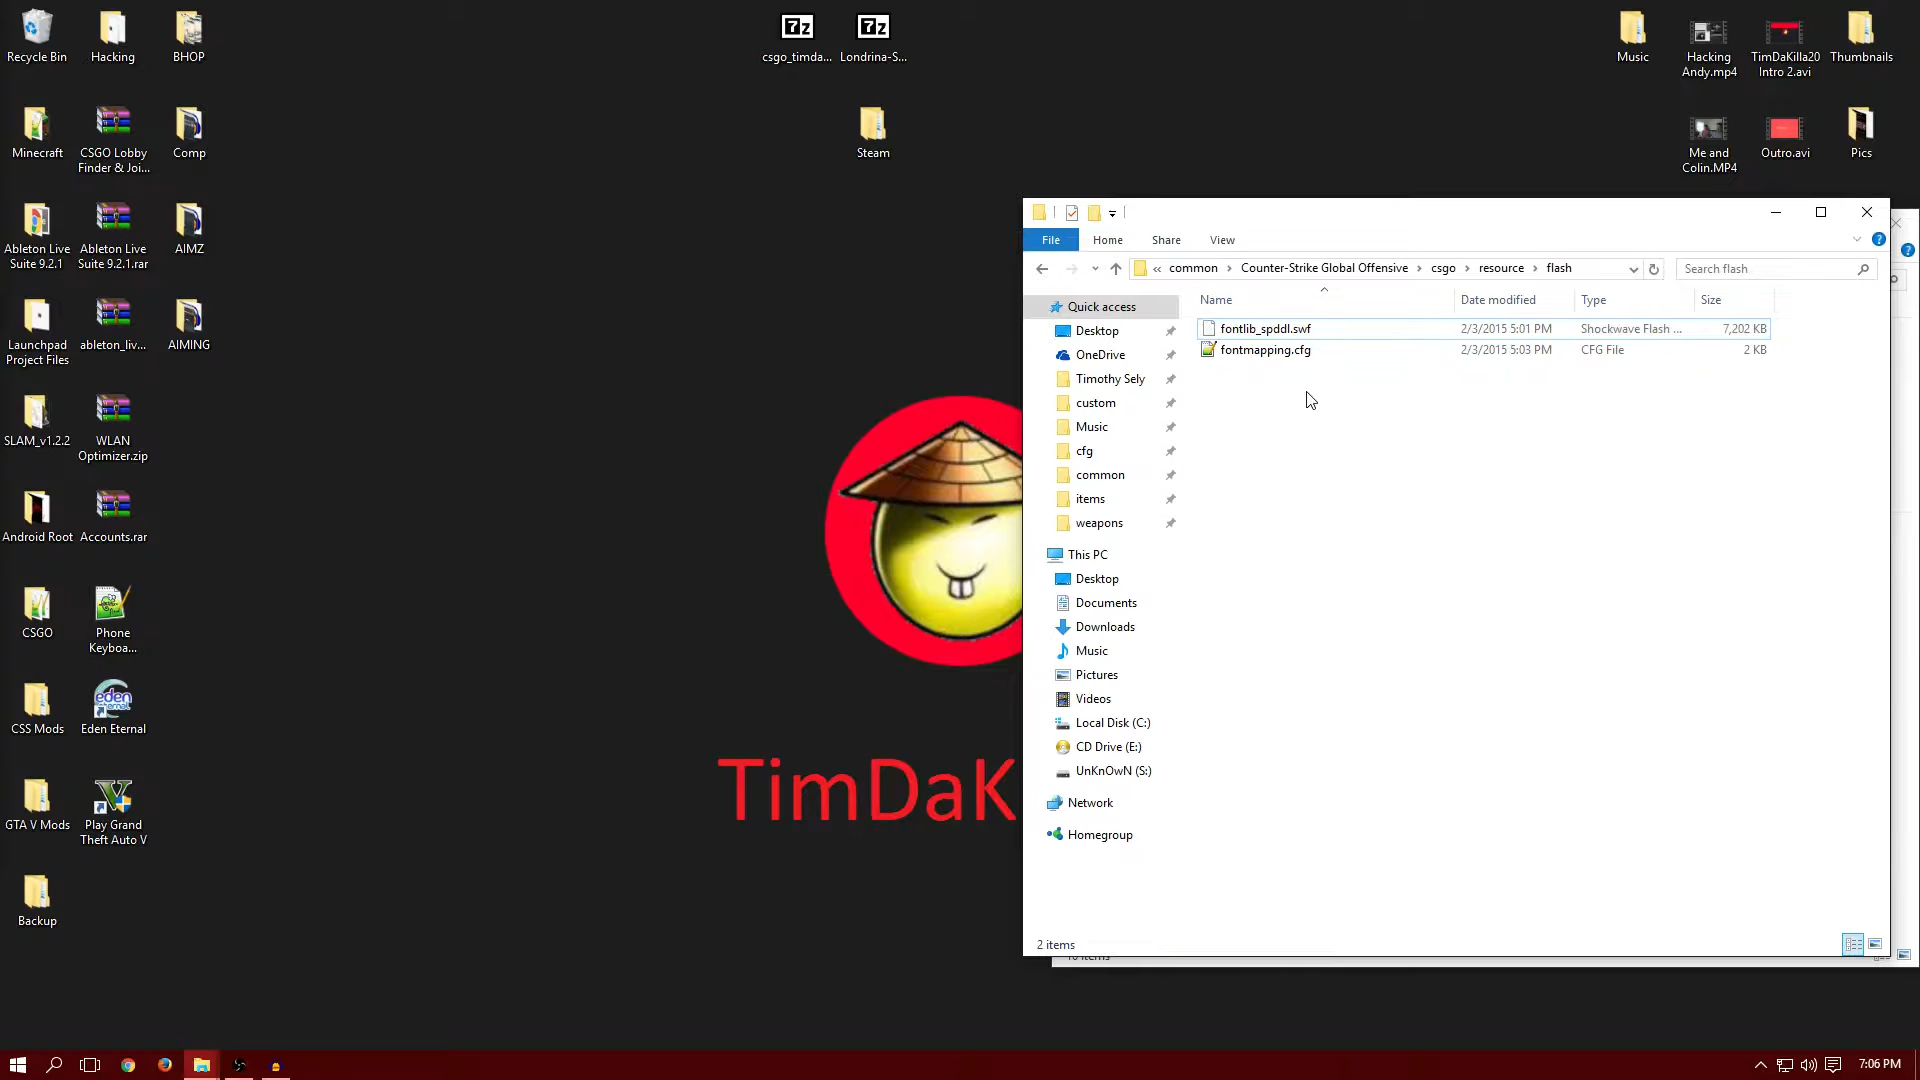 Recycle Bin
Hacking
BHOP
csgo_timda...
Londrina-S...
Music
Hacking
Andy.mp4
TimDaKilla20
Intro 2.avi
Thumbnails
Minecraft
CSGO Lobby
Finder & Joi...
Comp
Steam
Me and
Colin.MP4
Outro.avi
Pics
Ableton Live
Suite 9.2.1
Ableton Live
Suite 9.2.1.rar
AIMZ
Launchpad
Project Files
ableton_liv...
AIMING
SLAM_v1.2.2
WLAN
Optimizer.zip
Android Root
Accounts.rar
CSGO
Phone
Keyboa...
CSS Mods
Eden Eternal
GTA V Mods
Play Grand
Theft Auto V
Backup
TimDaK
File
Home
Share
View
« common > Counter-Strike Global Offensive > csgo > resource > flash
Search flash
Name
Date modified
Type
Size
fontlib_spddl.swf
2/3/2015 5:01 PM
Shockwave Flash ...
7,202 KB
fontmapping.cfg
2/3/2015 5:03 PM
CFG File
2 KB
Quick access
Desktop
OneDrive
Timothy Sely
custom
Music
cfg
common
items
weapons
This PC
Desktop
Documents
Downloads
Music
Pictures
Videos
Local Disk (C:)
CD Drive (E:)
UnKnOwN (S:)
Network
Homegroup
2 items
7:06 PM